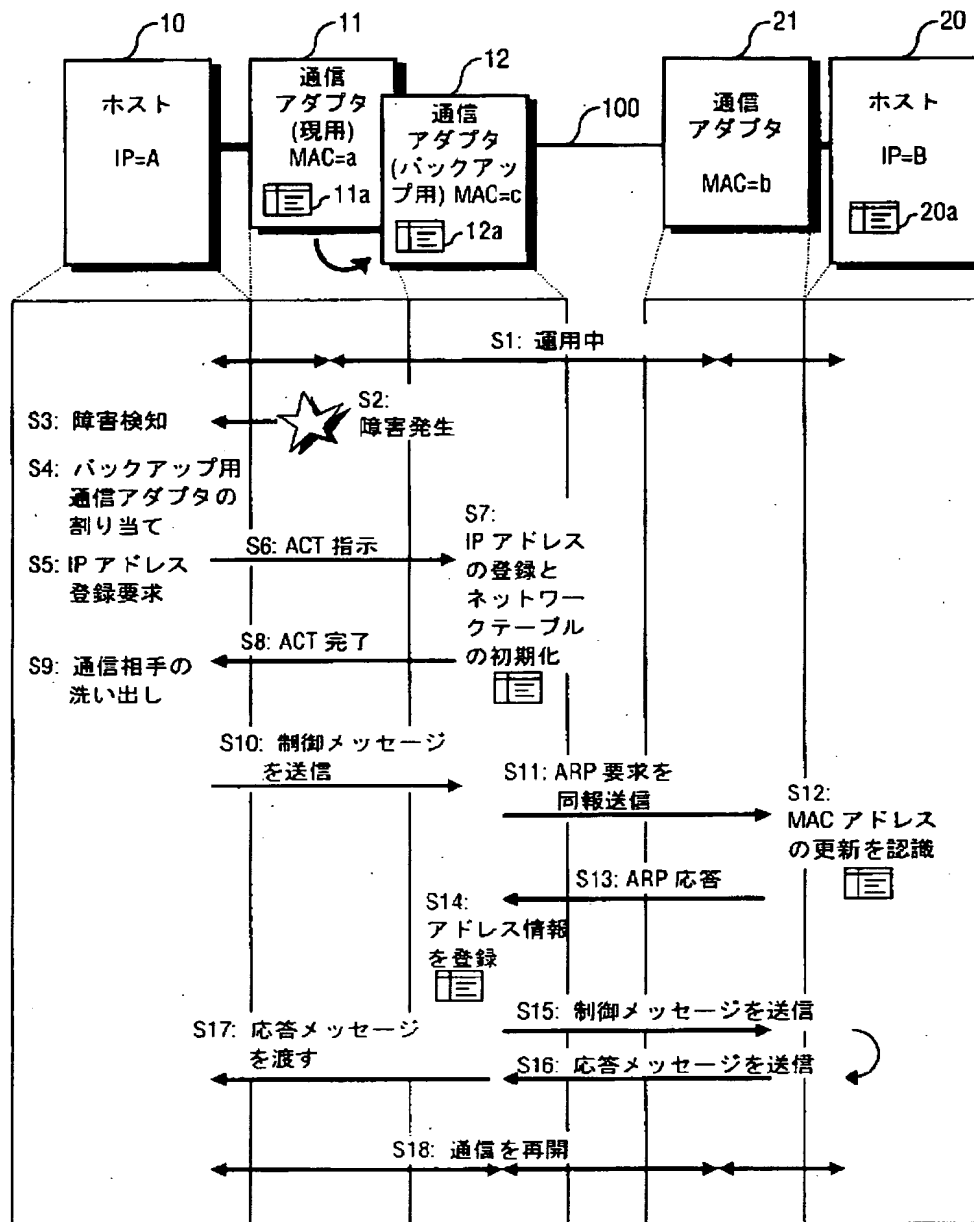 10
11
12
21
20
ホスト
IP=A
通信
アダプタ
(現用)
MAC=a
11a
通信
アダプタ
(バックアッ
プ用) MAC=c
12a
100
通信
アダプタ
MAC=b
ホスト
IP=B
20a
S1: 運用中
S2:
障害発生
S3: 障害検知
S4: バックアップ用
通信アダプタの
割り当て
S5: IP アドレス
登録要求
S6: ACT 指示
S7:
IP アドレス
の登録と
ネットワー
クテーブル
の初期化
S8: ACT 完了
S9: 通信相手の
洗い出し
S10: 制御メッセージ
を送信
S11: ARP 要求を
同報送信
S12:
MAC アドレス
の更新を認識
S13: ARP 応答
S14:
アドレス情報
を登録
S15: 制御メッセージを送信
S16: 応答メッセージを送信
S17: 応答メッセージ
を渡す
S18: 通信を再開